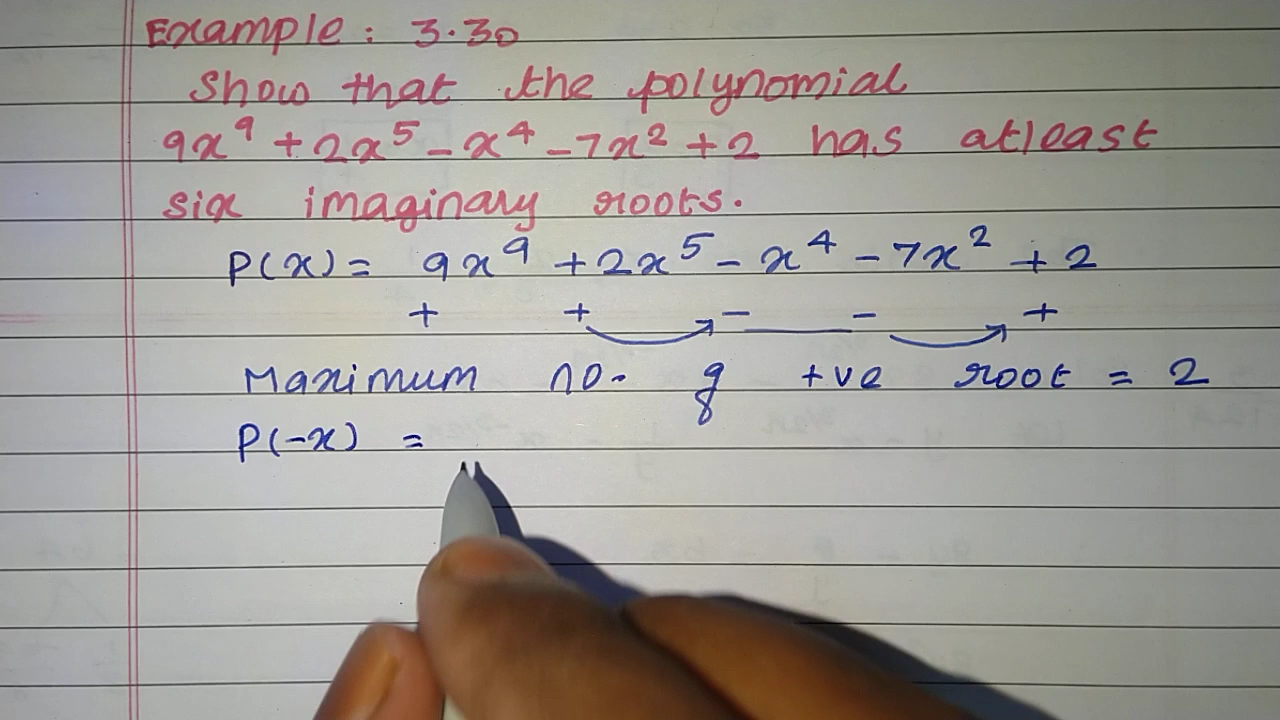 Example: 3.30
Show that the polynomial
9x⁹ + 2x⁵ - x⁴ - 7x² + 2 has atleast
six imaginary roots.
P(x) = 9x⁹ + 2x⁵ - x⁴ - 7x² + 2
+ + - - +
Maximum no. of +ve root = 2
P(-x) =